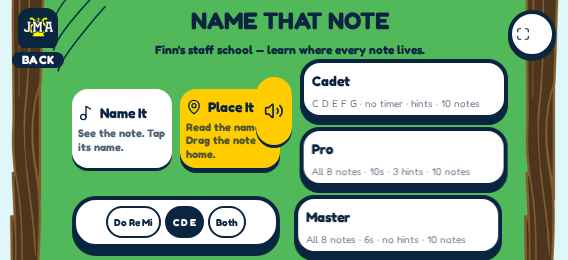 JMA
BACK
NAME THAT NOTE
Finn's staff school — learn where every note lives.
Name It
See the note. Tap
its name.
Place It
Read the name.
Drag the note
home.
Do Re Mi
C D E
Both
Cadet
C D E F G · no timer · hints · 10 notes
Pro
All 8 notes · 10s · 3 hints · 10 notes
Master
All 8 notes · 6s · no hints · 10 notes